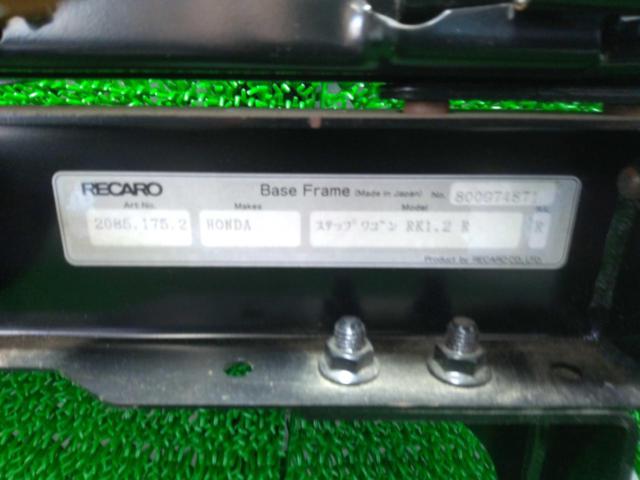 RECARO Base Frame (Made in Japan) No. 800974871
Art No. Makes Model R/L
2085.175.2 HONDA ステップワゴン RK1.2 R R
Product by RECARO CO., LTD.